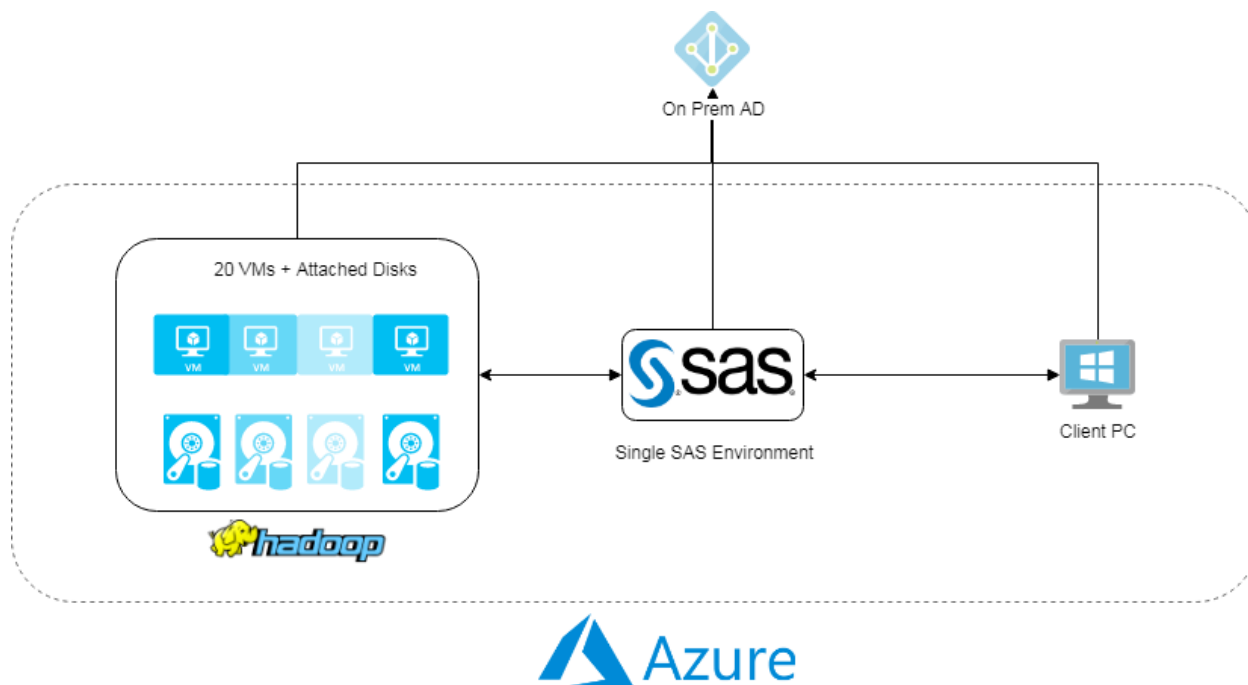 On Prem AD
20 VMs + Attached Disks
VM VM VM VM
hadoop
sas
Single SAS Environment
Client PC
Azure